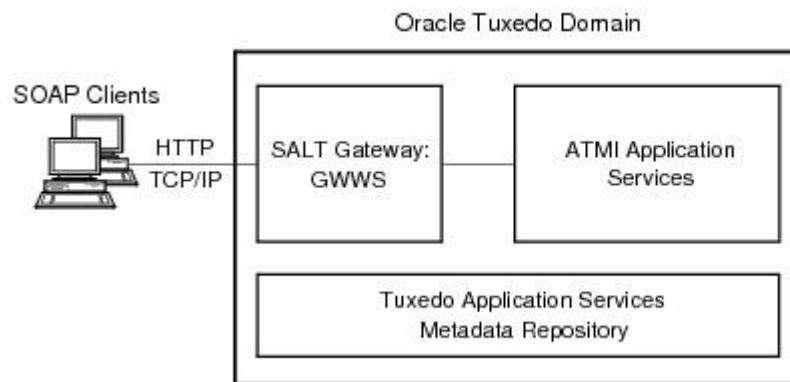 Oracle Tuxedo Domain
SOAP Clients
HTTP
TCP/IP
SALT Gateway:
GWWS
ATMI Application
Services
Tuxedo Application Services
Metadata Repository